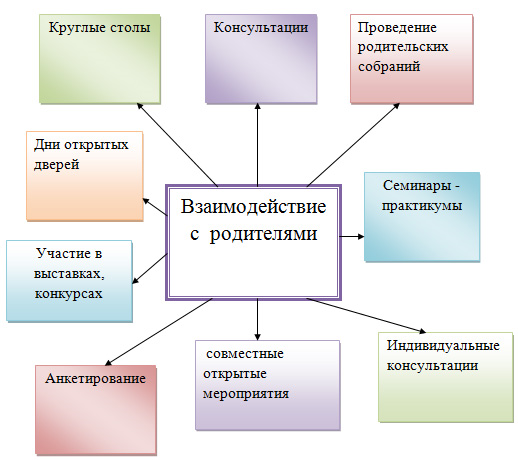 Круглые столы
Консультации
Проведение
родительских
собраний
Дни открытых
дверей
Взаимодействие
с родителями
Семинары -
практикумы
Участие в
выставках,
конкурсах
Анкетирование
совместные
открытые
мероприятия
Индивидуальные
консультации